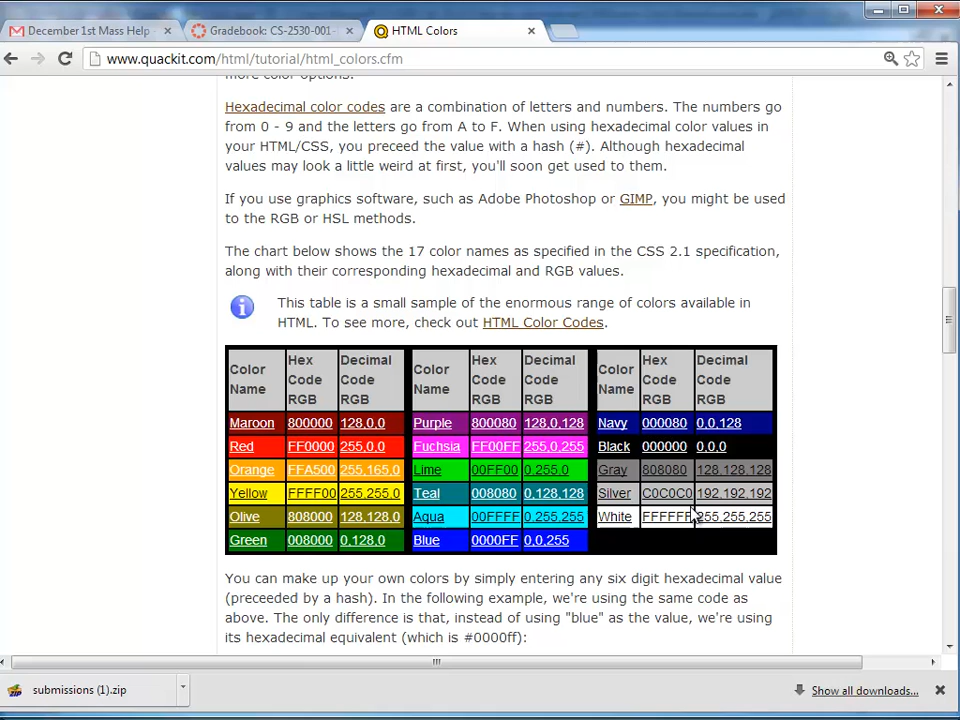 December 1st Mass Help -
Gradebook: CS-2530-001 -
HTML Colors
www.quackit.com/html/tutorial/html_colors.cfm
more color options.
Hexadecimal color codes are a combination of letters and numbers. The numbers go
from 0 - 9 and the letters go from A to F. When using hexadecimal color values in
your HTML/CSS, you preceed the value with a hash (#). Although hexadecimal
values may look a little weird at first, you'll soon get used to them.
If you use graphics software, such as Adobe Photoshop or GIMP, you might be used
to the RGB or HSL methods.
The chart below shows the 17 color names as specified in the CSS 2.1 specification,
along with their corresponding hexadecimal and RGB values.
This table is a small sample of the enormous range of colors available in
HTML. To see more, check out HTML Color Codes.
Color Name Hex Code RGB Decimal Code RGB Color Name Hex Code RGB Decimal Code RGB Color Name Hex Code RGB Decimal Code RGB
Maroon 800000 128,0,0 Purple 800080 128,0,128 Navy 000080 0,0,128
Red FF0000 255,0,0 Fuchsia FF00FF 255,0,255 Black 000000 0,0,0
Orange FFA500 255,165,0 Lime 00FF00 0,255,0 Gray 808080 128,128,128
Yellow FFFF00 255,255,0 Teal 008080 0,128,128 Silver C0C0C0 192,192,192
Olive 808000 128,128,0 Aqua 00FFFF 0,255,255 White FFFFFF 255,255,255
Green 008000 0,128,0 Blue 0000FF 0,0,255
You can make up your own colors by simply entering any six digit hexadecimal value
(preceeded by a hash). In the following example, we're using the same code as
above. The only difference is that, instead of using "blue" as the value, we're using
its hexadecimal equivalent (which is #0000ff):
submissions (1).zip
Show all downloads...